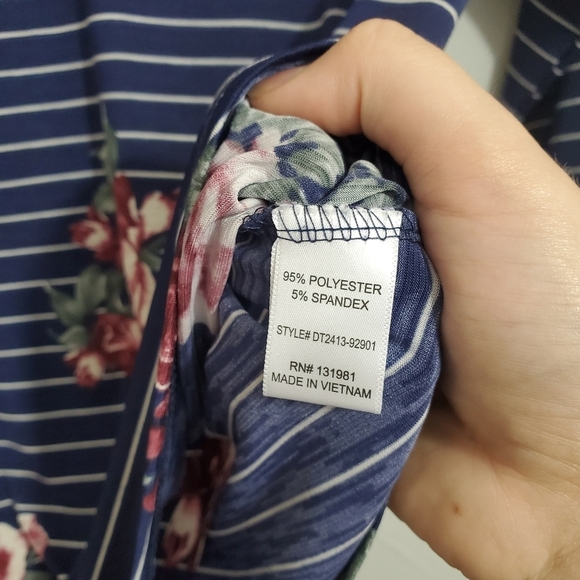 95% POLYESTER
5% SPANDEX
STYLE# DT2413-92901
RN# 131981
MADE IN VIETNAM